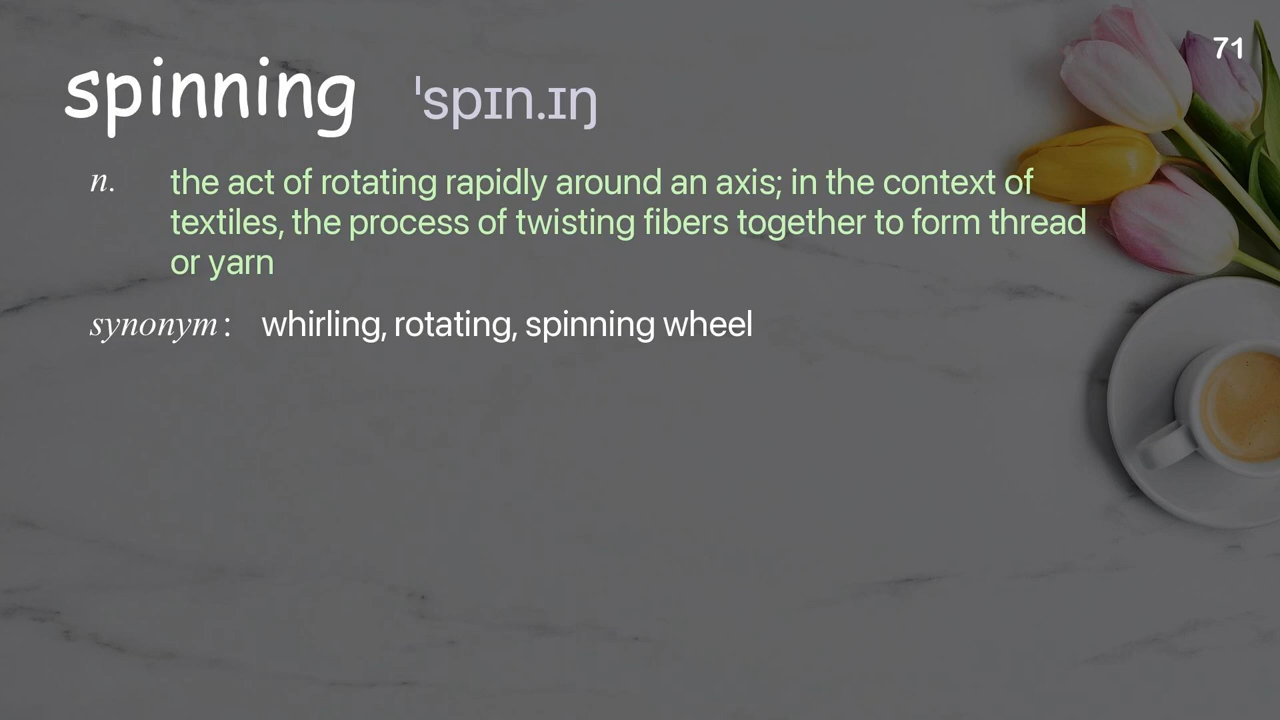 71
spinning ˈspɪn.ɪŋ
n. the act of rotating rapidly around an axis; in the context of
textiles, the process of twisting fibers together to form thread
or yarn
synonym: whirling, rotating, spinning wheel